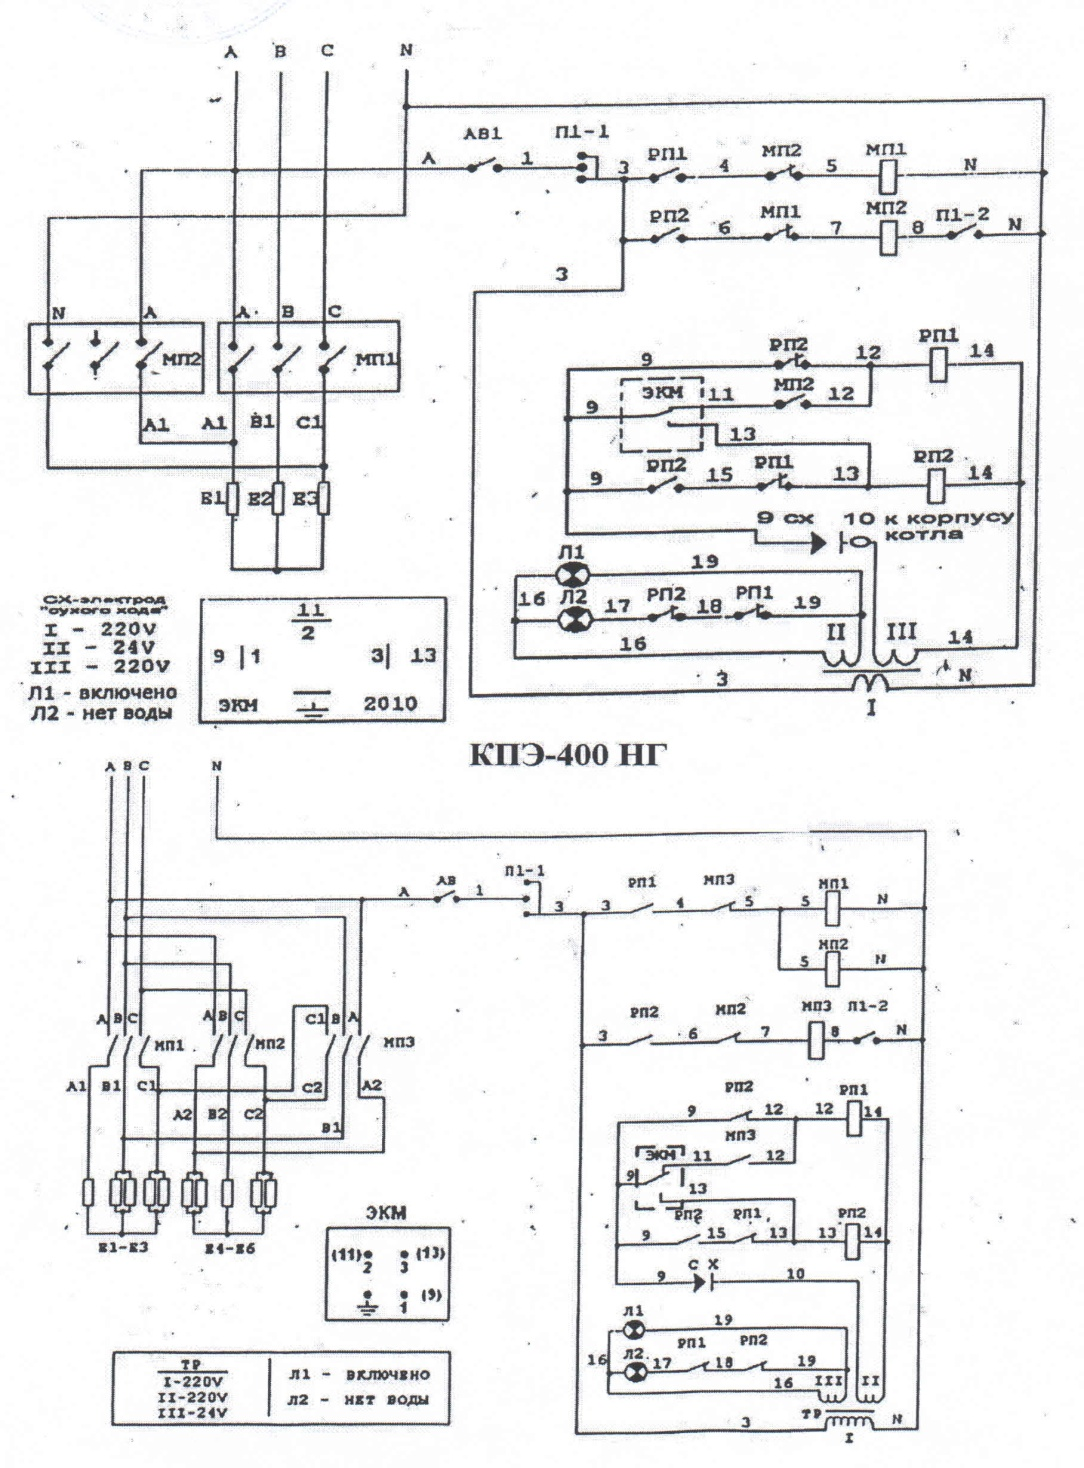 A B C N
АВ1 П1-1
A 1 3 РП1 4 МП2 5 МП1 N
РП2 6 МП1 7 МП2 8 П1-2 N
3
N A A B C
МП2 МП1
A1 A1 B1 C1
E1 E2 E3
9 РП2 12 РП1 14
ЭКМ 11 МП2 12
9
13
9 РП2 15 РП1 13 РП2 14
9 сх 10 к корпусу
котла
Л1 19
16 Л2 17 РП2 18 РП1 19
16 II III 14
3 N
I
СХ-электрод
"сухого хода"
I - 220V
II - 24V
III - 220V
Л1 - включено
Л2 - нет воды
11
2
9 | 1 3 | 13
ЭКМ 2010
КПЭ-400 НГ
A B C N
A АВ 1 П1-1
3 3 РП1 4 МП3 5 5 МП1 N
МП2
5 N
3 РП2 6 МП2 7 МП3 8 П1-2 N
A B C A B C C1 B A
МП1 МП2 МП3
A1 B1 C1 A2 B2 C2 C2 A2
B1
E1-E3 E4-E6
9 РП2 12 12 РП1 14
МП3
ЭКМ 11 12
9
13
9 РП2 15 РП1 13 13 РП2 14
9 С Х 10
Л1 19
16 Л2 17 РП1 18 РП2 19
16 III II
3 ТР N
I
ЭКМ
(11) (13)
2 3
1 (9)
ТР
I-220V
II-220V
III-24V
Л1 - ВКЛЮЧЕНО
Л2 - НЕТ ВОДЫ